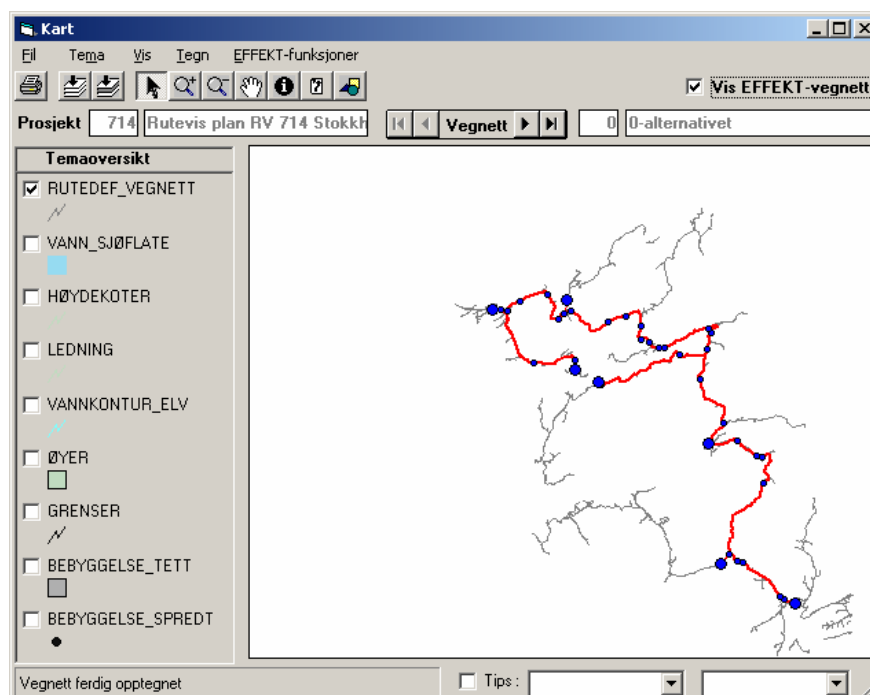 Kart
Fil Tema Vis Tegn EFFEKT-funksjoner
Vis EFFEKT-vegnett
Prosjekt 714 Rutevis plan RV 714 Stokkh Vegnett 0 0-alternativet
Temaoversikt
RUTEDEF_VEGNETT
VANN_SJØFLATE
HØYDEKOTER
LEDNING
VANNKONTUR_ELV
ØYER
GRENSER
BEBYGGELSE_TETT
BEBYGGELSE_SPREDT
Vegnett ferdig opptegnet Tips :